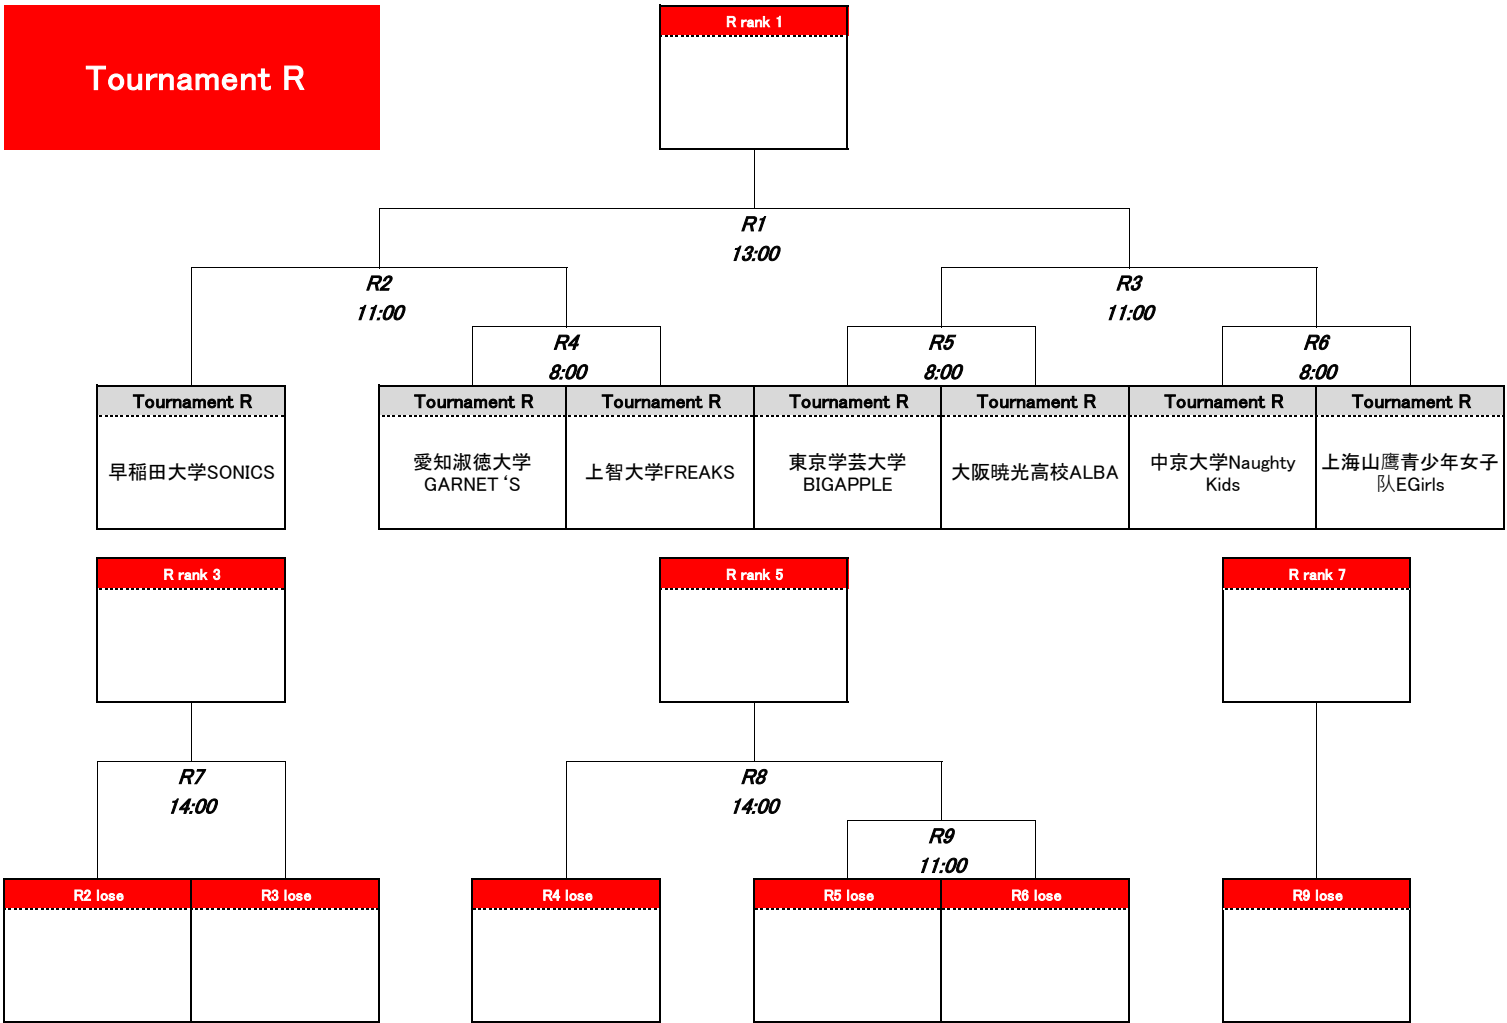 Tournament R
R rank 1
R1
13:00
R2
11:00
R3
11:00
R4
8:00
R5
8:00
R6
8:00
Tournament R
Tournament R
Tournament R
Tournament R
Tournament R
Tournament R
Tournament R
早稲田大学SONICS
愛知淑徳大学
GARNET‘S
上智大学FREAKS
東京学芸大学
BIGAPPLE
大阪暁光高校ALBA
中京大学Naughty
Kids
上海山鹰青少年女子
队EGirls
R rank 3
R rank 5
R rank 7
R7
14:00
R8
14:00
R9
11:00
R2 lose
R3 lose
R4 lose
R5 lose
R6 lose
R9 lose